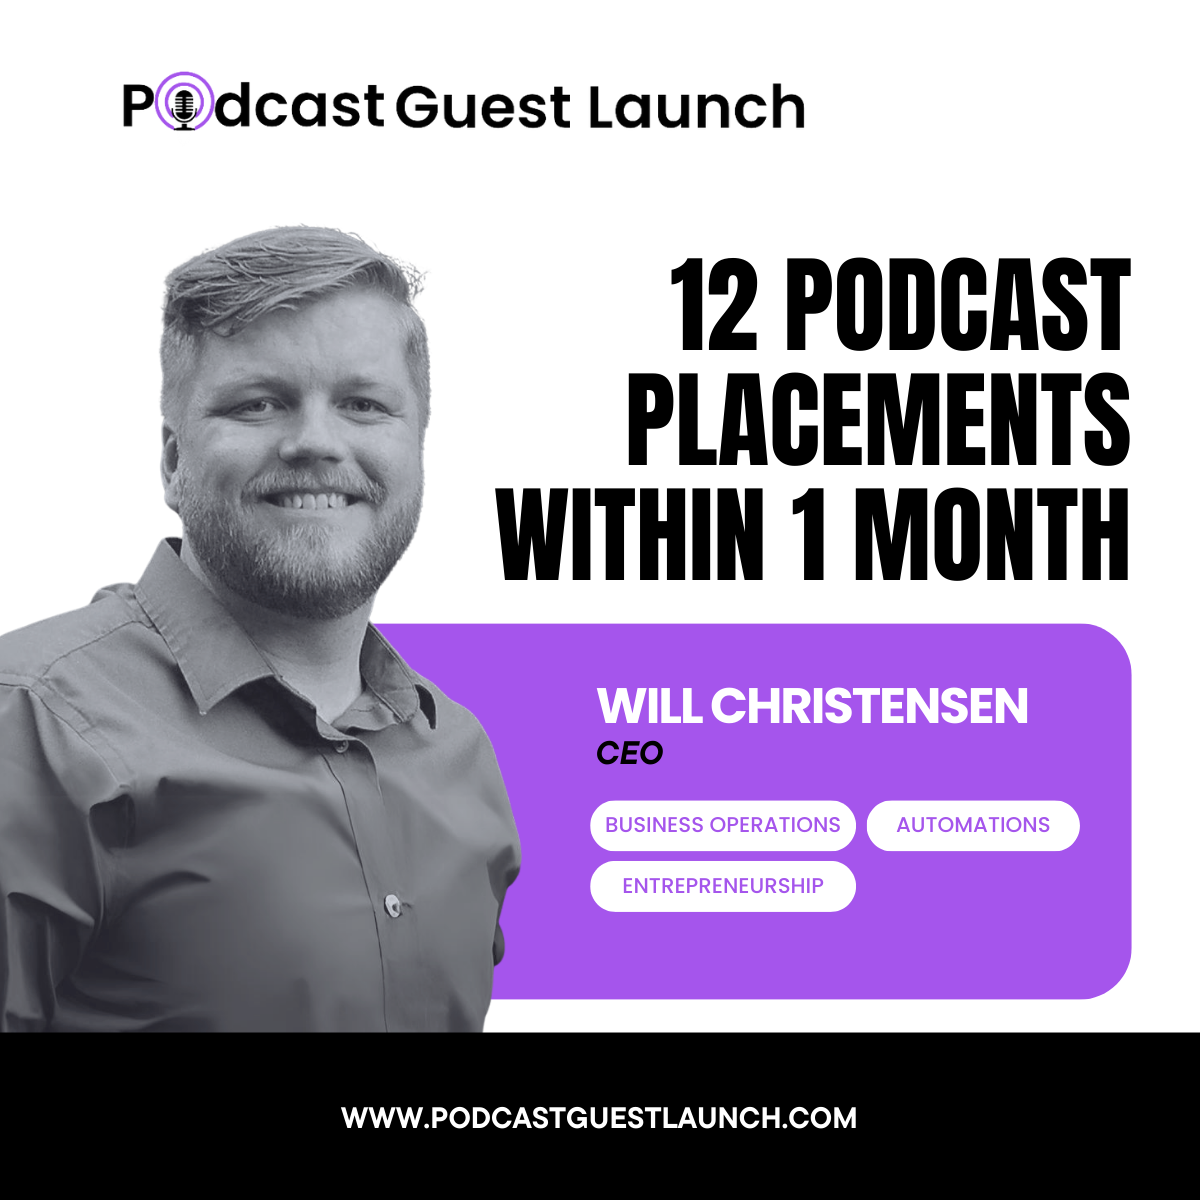 Podcast Guest Launch
12 PODCAST
PLACEMENTS
WITHIN 1 MONTH
WILL CHRISTENSEN
CEO
BUSINESS OPERATIONS
AUTOMATIONS
ENTREPRENEURSHIP
WWW.PODCASTGUESTLAUNCH.COM